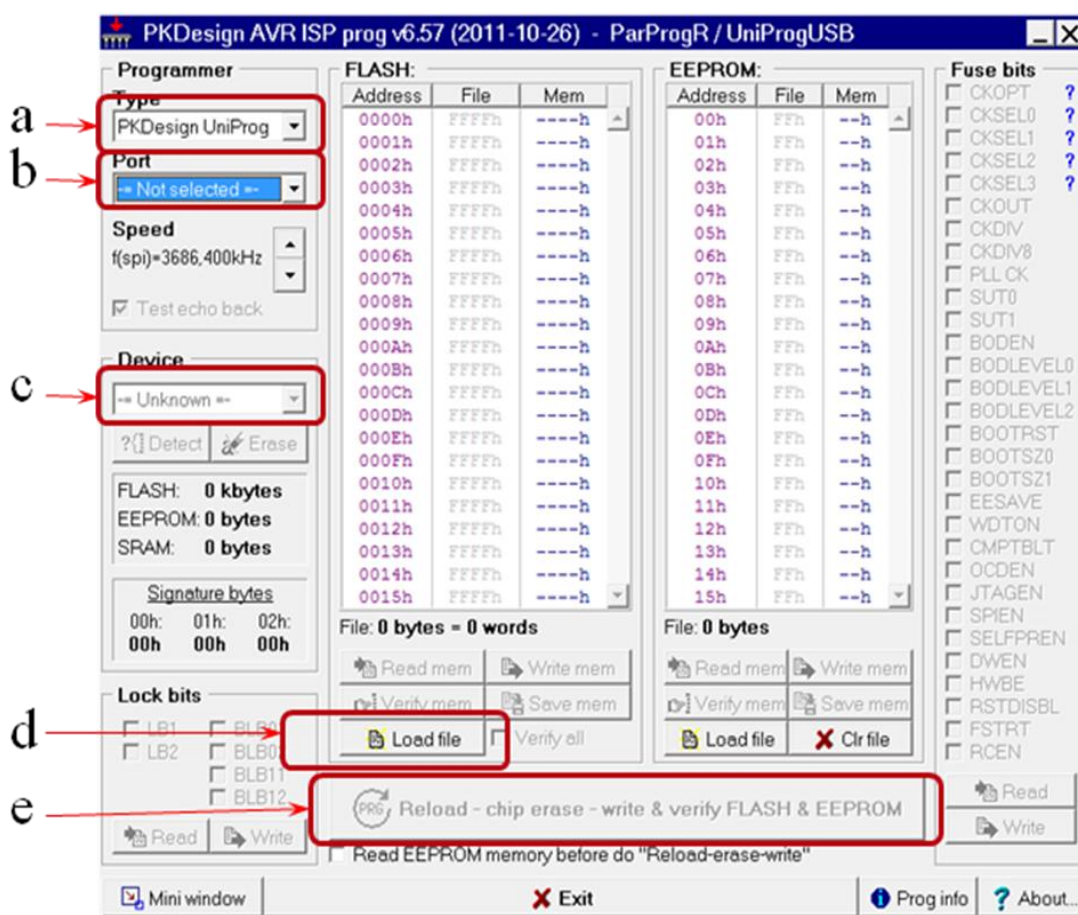 PKDesign AVR ISP prog v6.57 (2011-10-26) - ParProgR / UniProgUSB
a
b
c
d
e
Programmer
Type
PKDesign UniProg
Port
-= Not selected =-
Speed
f(spi)=3686,400kHz
Test echo back
Device
-= Unknown =-
?{] Detect
Erase
FLASH: 0 kbytes
EEPROM: 0 bytes
SRAM: 0 bytes
Signature bytes
00h: 01h: 02h:
00h 00h 00h
Lock bits
LB1 BLB0
LB2 BLB0
BLB11
BLB12
Read Write
FLASH:
Address File Mem
0000h FFFFh ----h
0001h FFFFh ----h
0002h FFFFh ----h
0003h FFFFh ----h
0004h FFFFh ----h
0005h FFFFh ----h
0006h FFFFh ----h
0007h FFFFh ----h
0008h FFFFh ----h
0009h FFFFh ----h
000Ah FFFFh ----h
000Bh FFFFh ----h
000Ch FFFFh ----h
000Dh FFFFh ----h
000Eh FFFFh ----h
000Fh FFFFh ----h
0010h FFFFh ----h
0011h FFFFh ----h
0012h FFFFh ----h
0013h FFFFh ----h
0014h FFFFh ----h
0015h FFFFh ----h
File: 0 bytes = 0 words
Read mem Write mem
Verify mem Save mem
Load file Verify all
EEPROM:
Address File Mem
00h FFh --h
01h FFh --h
02h FFh --h
03h FFh --h
04h FFh --h
05h FFh --h
06h FFh --h
07h FFh --h
08h FFh --h
09h FFh --h
0Ah FFh --h
0Bh FFh --h
0Ch FFh --h
0Dh FFh --h
0Eh FFh --h
0Fh FFh --h
10h FFh --h
11h FFh --h
12h FFh --h
13h FFh --h
14h FFh --h
15h FFh --h
File: 0 bytes
Read mem Write mem
Verify mem Save mem
Load file Clr file
PRG Reload - chip erase - write & verify FLASH & EEPROM
Read EEPROM memory before do "Reload-erase-write"
Fuse bits
CKOPT ?
CKSEL0 ?
CKSEL1 ?
CKSEL2 ?
CKSEL3 ?
CKOUT
CKDIV
CKDIV8
PLL CK
SUT0
SUT1
BODEN
BODLEVEL0
BODLEVEL1
BODLEVEL2
BOOTRST
BOOTSZ0
BOOTSZ1
EESAVE
WDTON
CMPTBLT
OCDEN
JTAGEN
SPIEN
SELFPREN
DWEN
HWBE
RSTDISBL
FSTRT
RCEN
Read
Write
Mini window
Exit
Prog info
? About...